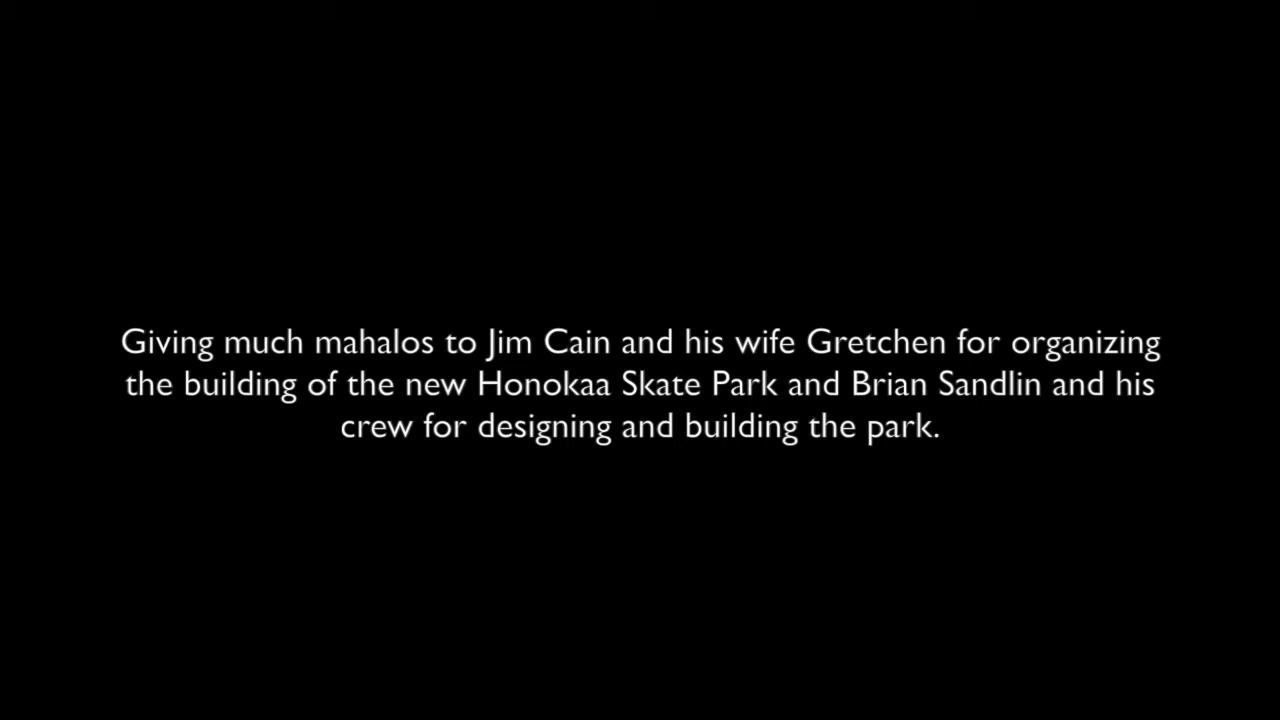 Giving much mahalos to Jim Cain and his wife Gretchen for organizing
the building of the new Honokaa Skate Park and Brian Sandlin and his
crew for designing and building the park.